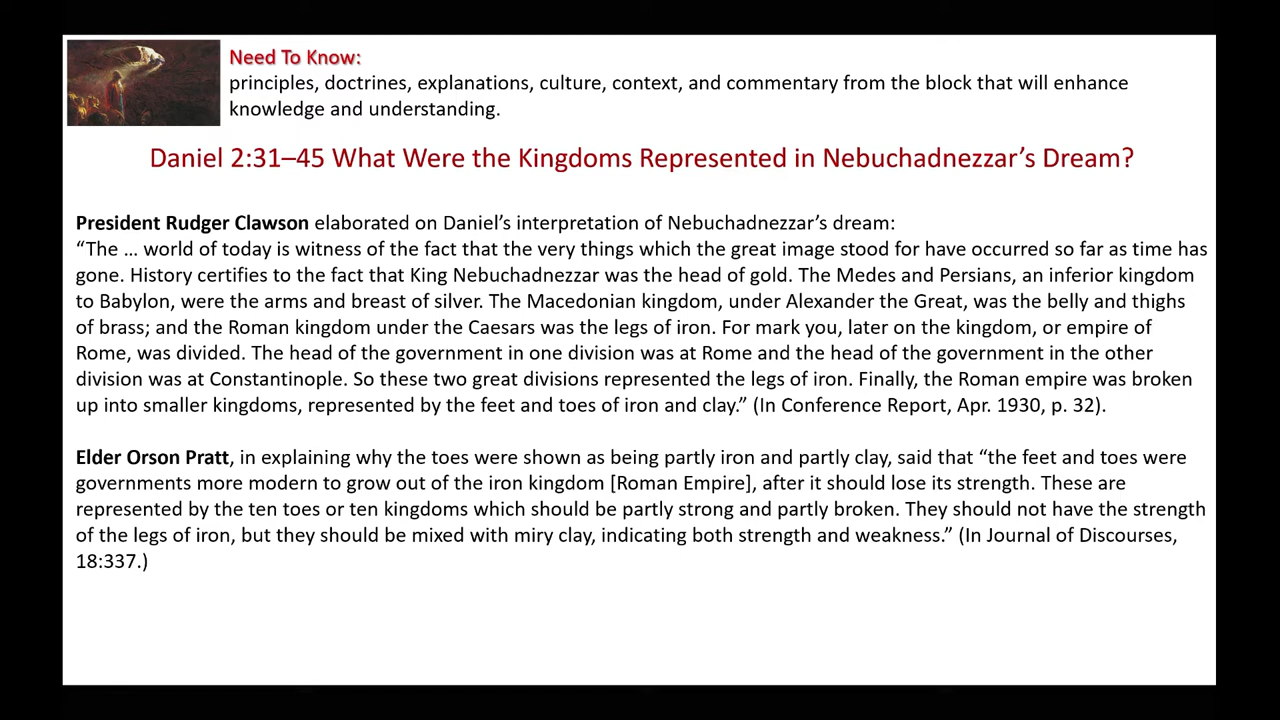 Need To Know:
principles, doctrines, explanations, culture, context, and commentary from the block that will enhance
knowledge and understanding.
Daniel 2:31–45 What Were the Kingdoms Represented in Nebuchadnezzar’s Dream?
President Rudger Clawson elaborated on Daniel’s interpretation of Nebuchadnezzar’s dream:
“The … world of today is witness of the fact that the very things which the great image stood for have occurred so far as time has
gone. History certifies to the fact that King Nebuchadnezzar was the head of gold. The Medes and Persians, an inferior kingdom
to Babylon, were the arms and breast of silver. The Macedonian kingdom, under Alexander the Great, was the belly and thighs
of brass; and the Roman kingdom under the Caesars was the legs of iron. For mark you, later on the kingdom, or empire of
Rome, was divided. The head of the government in one division was at Rome and the head of the government in the other
division was at Constantinople. So these two great divisions represented the legs of iron. Finally, the Roman empire was broken
up into smaller kingdoms, represented by the feet and toes of iron and clay.” (In Conference Report, Apr. 1930, p. 32).
Elder Orson Pratt, in explaining why the toes were shown as being partly iron and partly clay, said that “the feet and toes were
governments more modern to grow out of the iron kingdom [Roman Empire], after it should lose its strength. These are
represented by the ten toes or ten kingdoms which should be partly strong and partly broken. They should not have the strength
of the legs of iron, but they should be mixed with miry clay, indicating both strength and weakness.” (In Journal of Discourses,
18:337.)